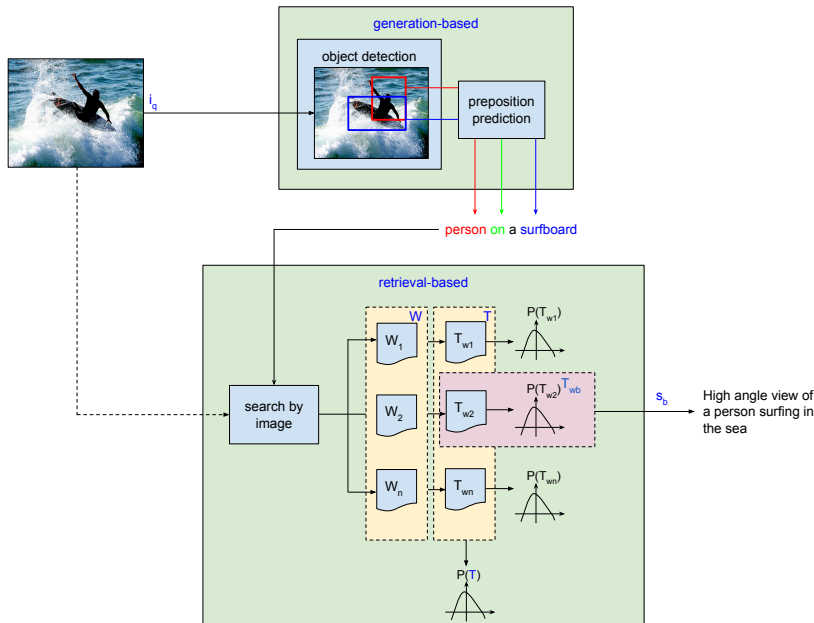 generation-based
object detection
i_q
preposition
prediction
person on a surfboard
retrieval-based
W
T
P(T_w1)
W_1
T_w1
P(T_w2)
T_wb
W_2
T_w2
search by
image
s_b
High angle view of
a person surfing in
the sea
P(T_wn)
W_n
T_wn
P(T)